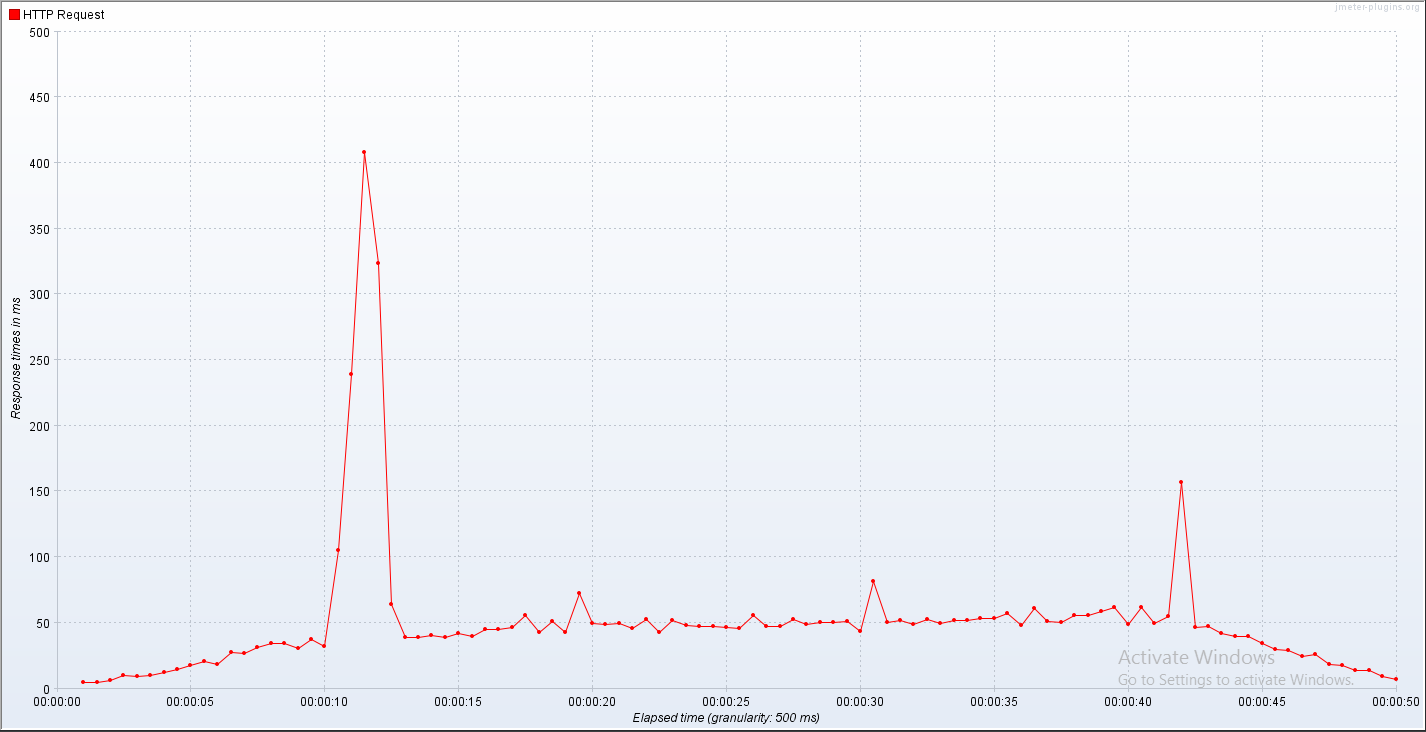 HTTP Request
jmeter-plugins.org
500
450
400
350
300
250
200
150
100
50
0
Response times in ms
00:00:00 00:00:05 00:00:10 00:00:15 00:00:20 00:00:25 00:00:30 00:00:35 00:00:40 00:00:45 00:00:50
Elapsed time (granularity: 500 ms)
Activate Windows
Go to Settings to activate Windows.